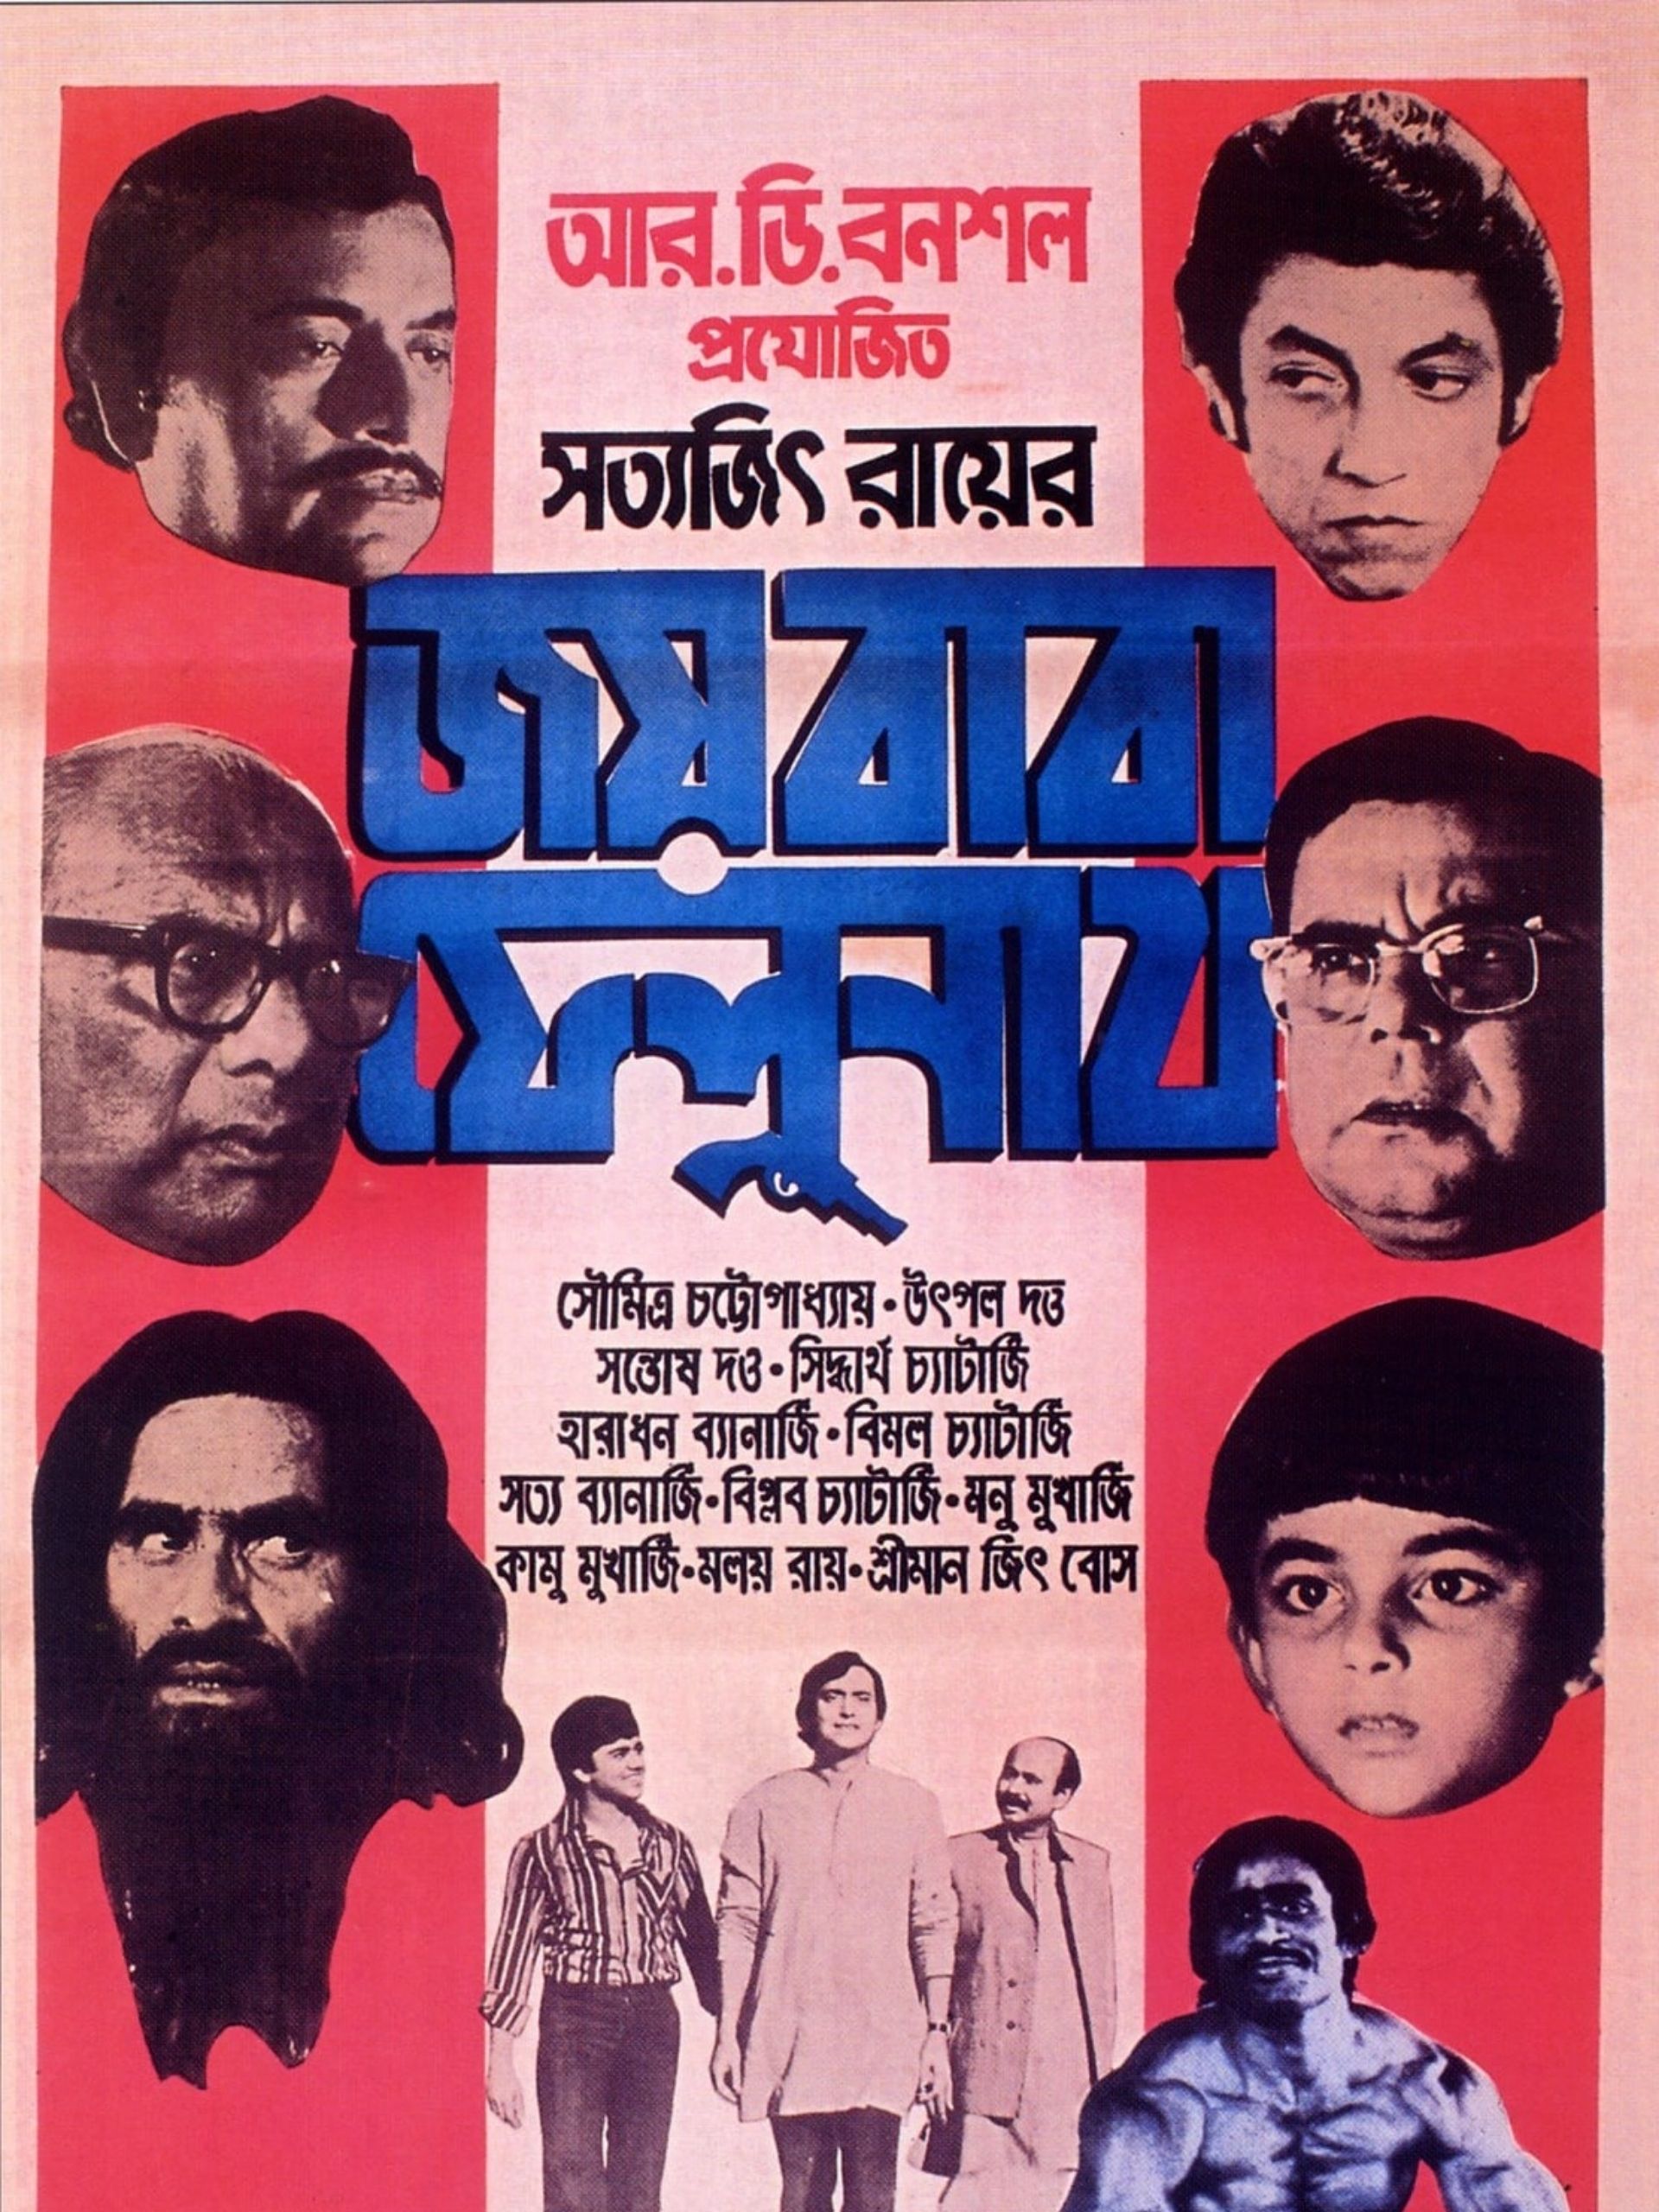 আর. ডি. বনশল
প্রযোজিত
সত্যজিৎ রায়ের
জয় বাবা
ফেলুনাথ
সৌমিত্র চট্টোপাধ্যায় • উৎপল দত্ত
সন্তোষ দত্ত • সিদ্ধার্থ চ্যাটার্জি
হারাধন ব্যানার্জি • বিমল চ্যাটার্জি
সত্য ব্যানার্জি • বিপ্লব চ্যাটার্জি • মনু মুখার্জি
কামু মুখার্জি • মলয় রায় • শ্রীমান জিৎ বোস